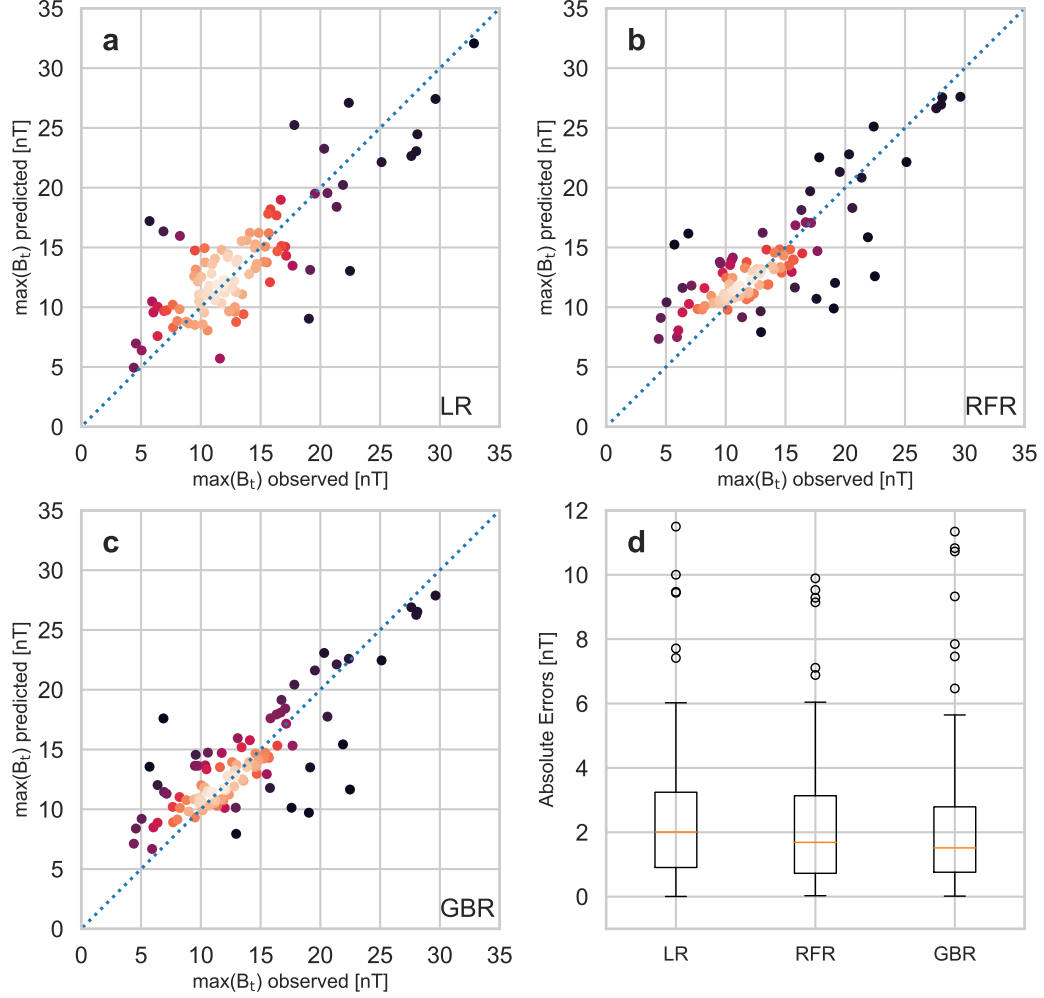 a
35
30
25
20
15
10
5
0
max(Bt) predicted [nT]
LR
0 5 10 15 20 25 30 35
max(Bt) observed [nT]
b
35
30
25
20
15
10
5
0
max(Bt) predicted [nT]
RFR
0 5 10 15 20 25 30 35
max(Bt) observed [nT]
c
35
30
25
20
15
10
5
0
max(Bt) predicted [nT]
GBR
0 5 10 15 20 25 30 35
max(Bt) observed [nT]
d
12
10
8
6
4
2
0
Absolute Errors [nT]
LR RFR GBR